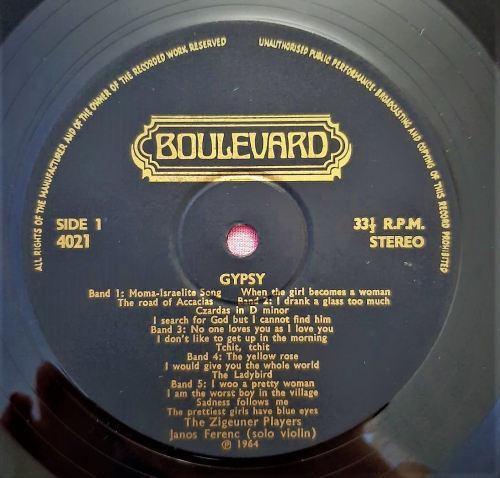 ALL RIGHTS OF THE MANUFACTURER AND OF THE OWNER OF THE RECORDED WORK RESERVED
UNAUTHORISED PUBLIC PERFORMANCE, BROADCASTING AND COPYING OF THIS RECORD PROHIBITED
BOULEVARD
SIDE 1
4021
33⅓ R.P.M.
STEREO
GYPSY
Band 1: Moma-Israelite Song When the girl becomes a woman
The road of Accacias Band 2: I drank a glass too much
Czardas in D minor
I search for God but I cannot find him
Band 3: No one loves you as I love you
I don't like to get up in the morning
Tchit, tchit
Band 4: The yellow rose
I would give you the whole world
The Ladybird
Band 5: I woo a pretty woman
I am the worst boy in the village
Sadness follows me
The prettiest girls have blue eyes
The Zigeuner Players
Janos Ferenc (solo violin)
℗ 1964